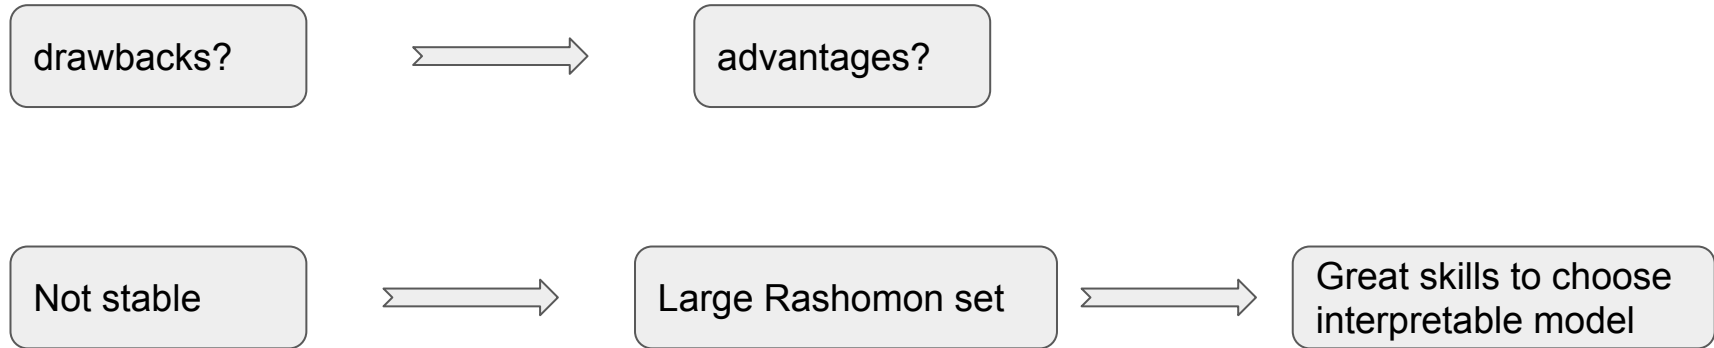 drawbacks?
advantages?
Not stable
Large Rashomon set
Great skills to choose
interpretable model